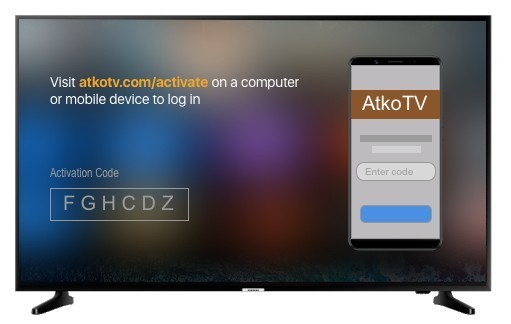 Visit atkotv.com/activate on a computer
or mobile device to log in
AtkoTV
Activation Code
Enter code
FGHCDZ